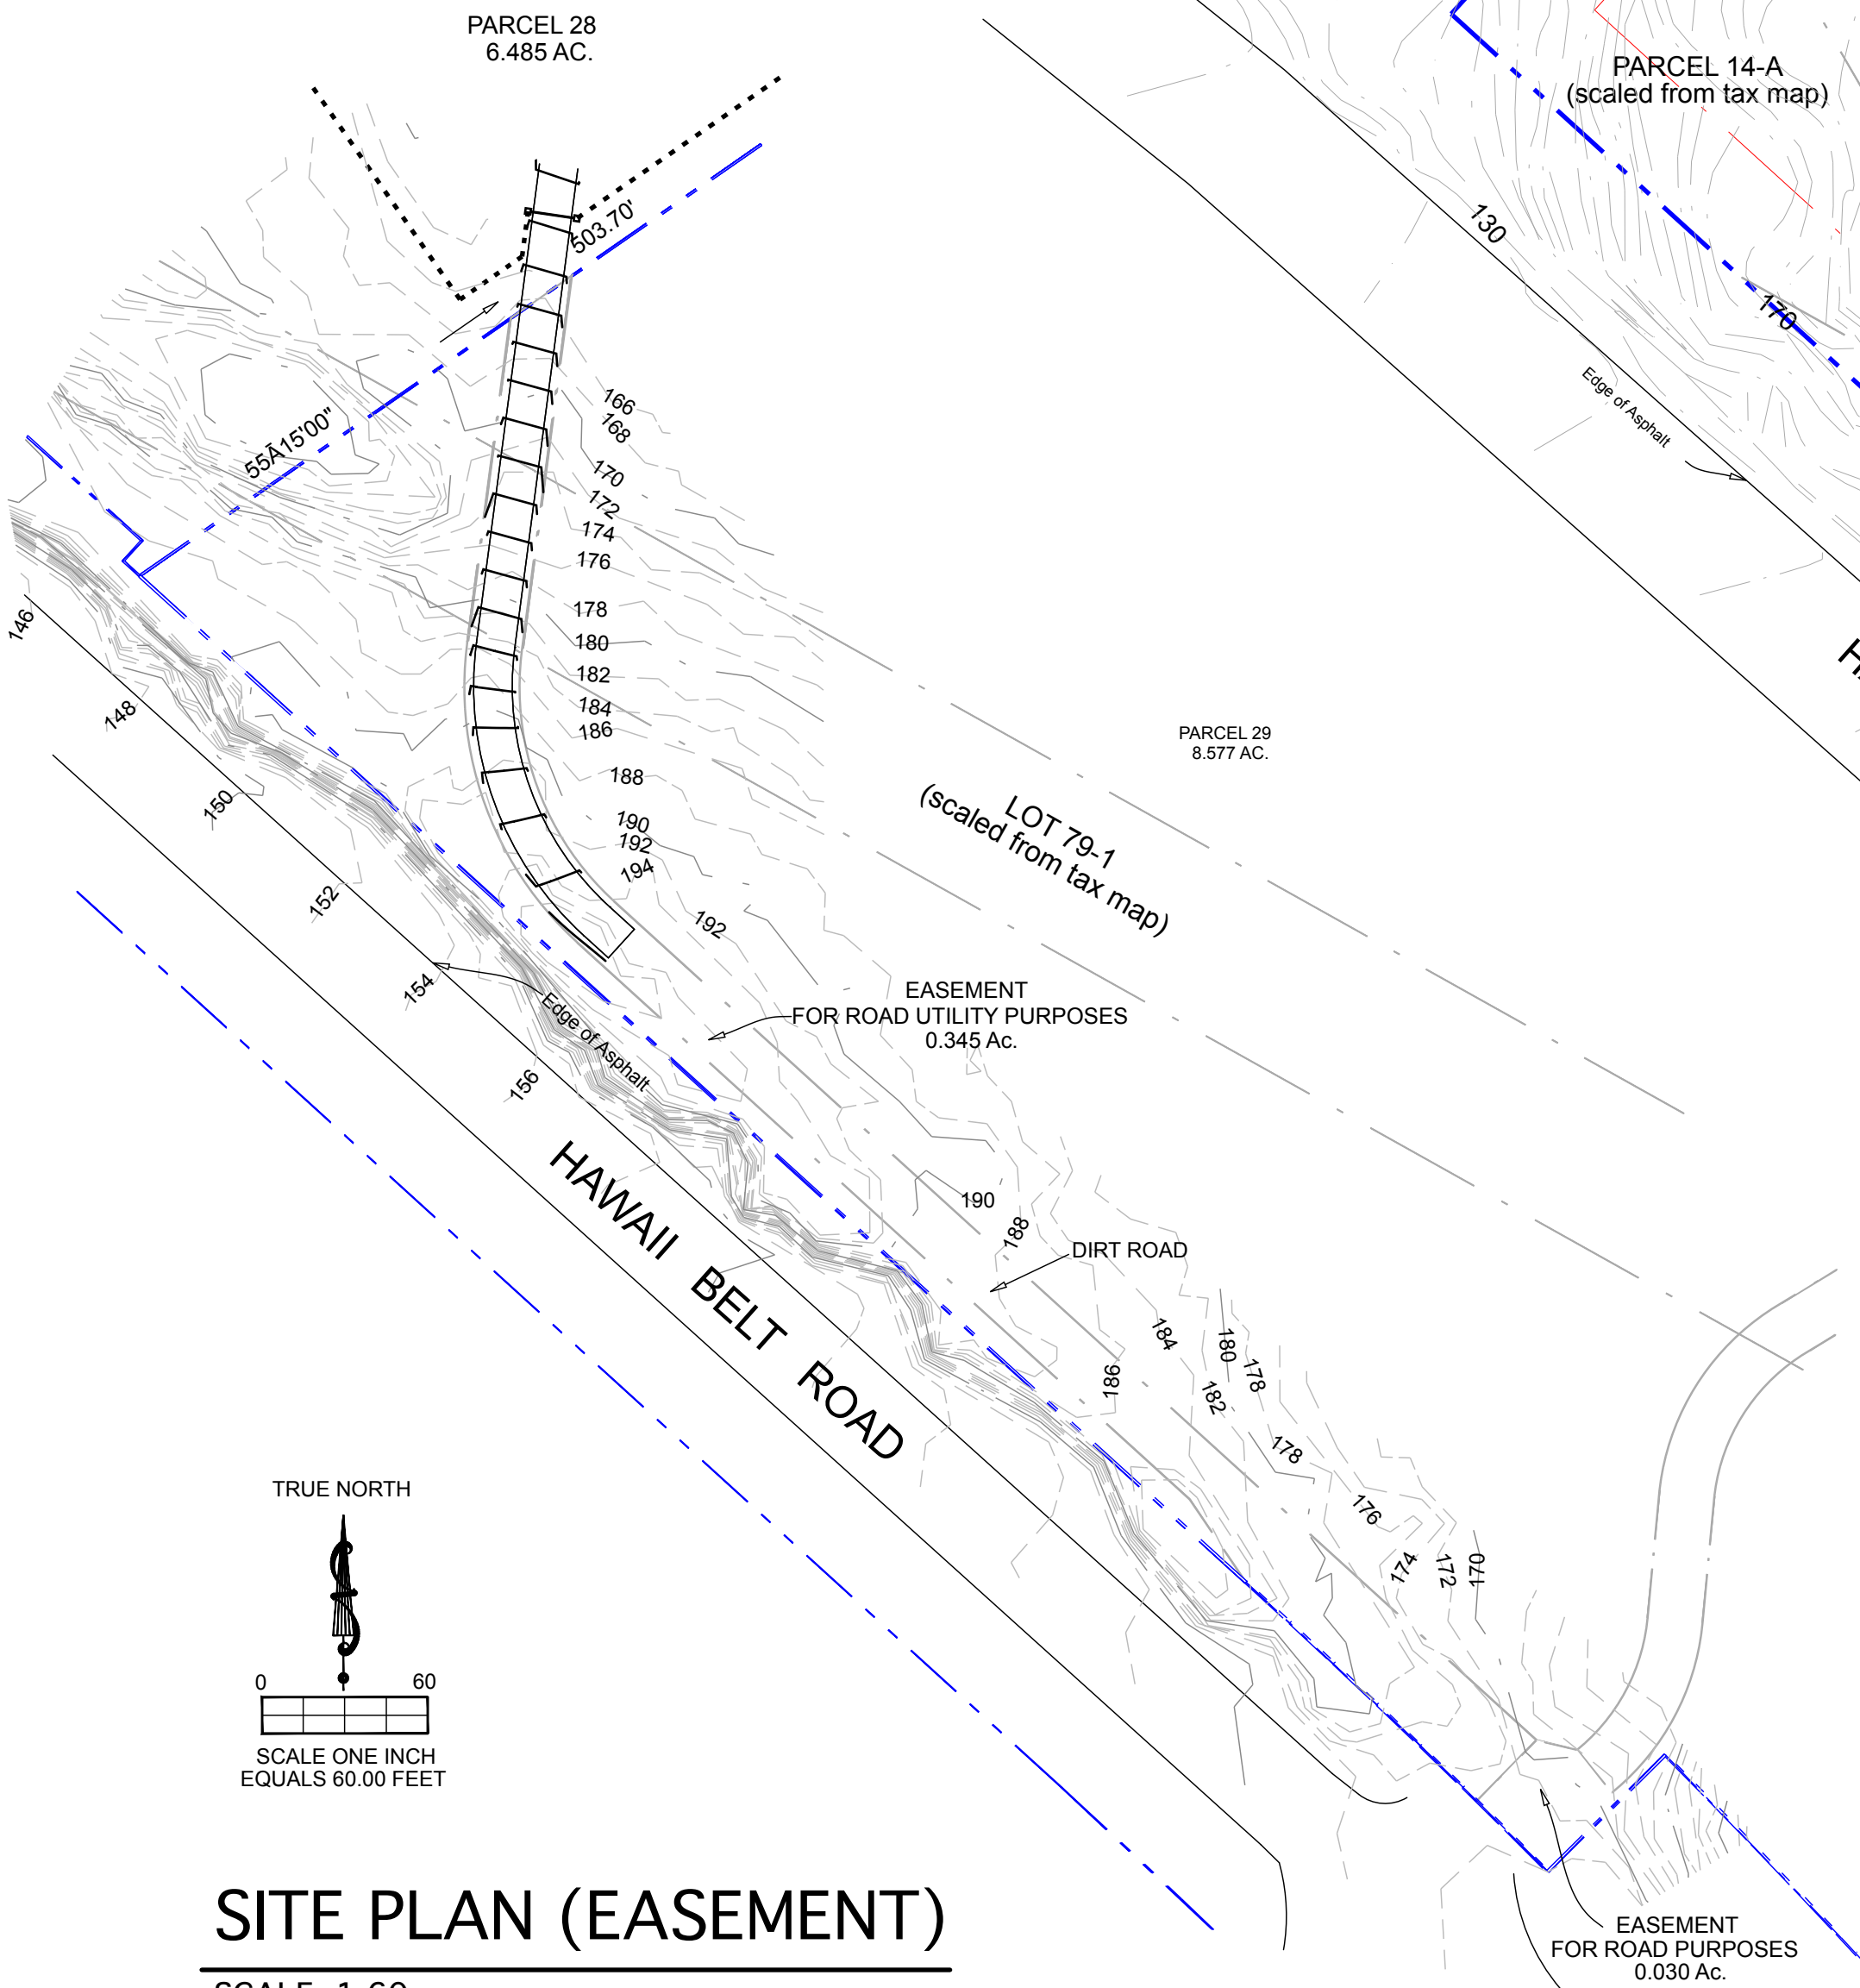 PARCEL 28
6.485 AC.
PARCEL 14-A
(scaled from tax map)
503.70'
130
170
55Ā15'00"
Edge of Asphalt
166
168
170
172
174
176
178
180
182
184
186
188
190
192
194
192
146
148
150
152
154
156
PARCEL 29
8.577 AC.
LOT 79-1
(scaled from tax map)
EASEMENT
FOR ROAD UTILITY PURPOSES
0.345 Ac.
Edge of Asphalt
HAWAII BELT ROAD
190
188
DIRT ROAD
186
184
180
178
182
178
176
174
172
170
TRUE NORTH
0 60
SCALE ONE INCH
EQUALS 60.00 FEET
SITE PLAN (EASEMENT)
EASEMENT
FOR ROAD PURPOSES
0.030 Ac.